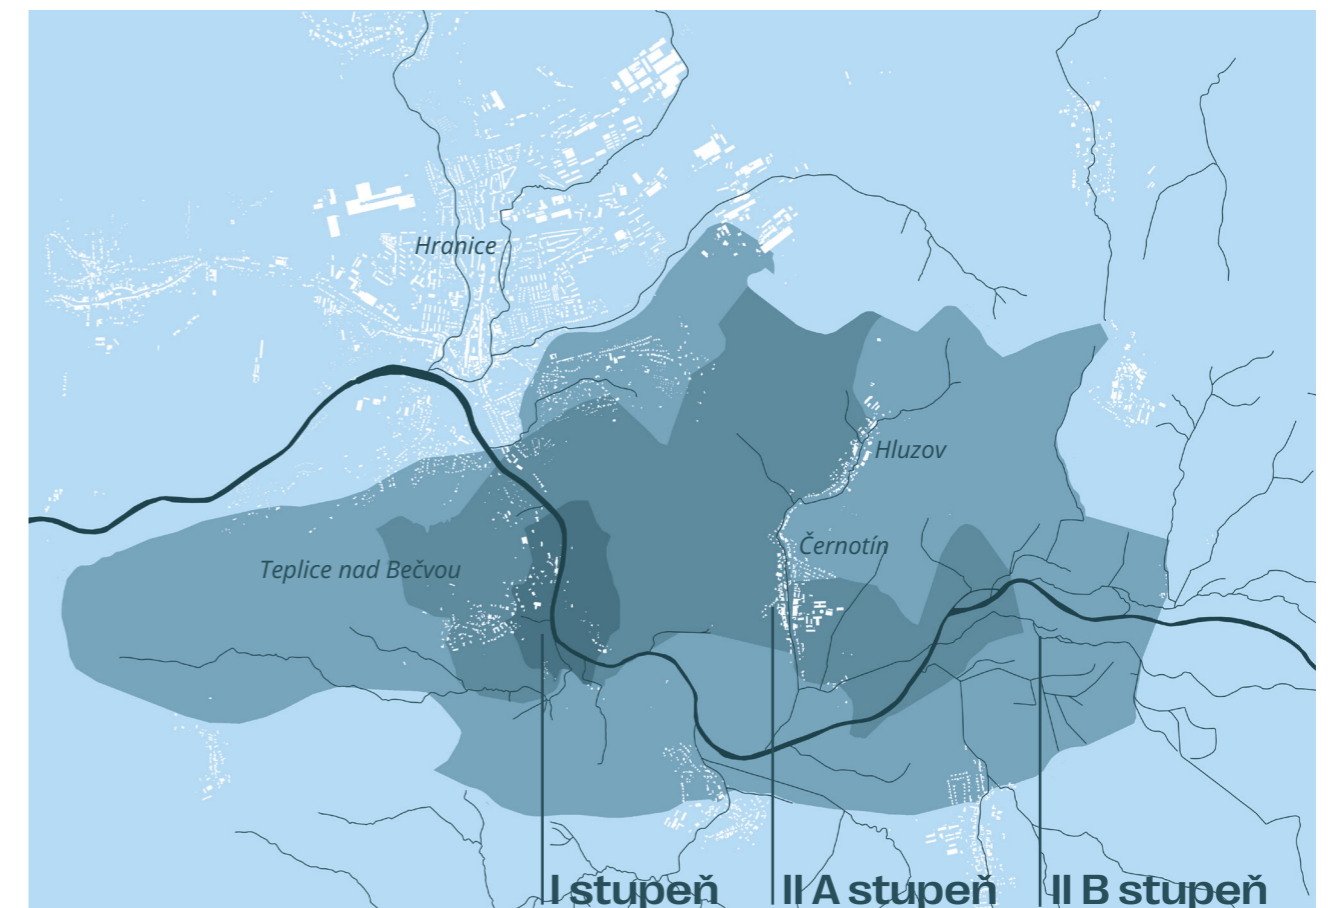 Hranice
Hluzov
Černotín
Teplice nad Bečvou
I stupeň
II A stupeň
II B stupeň